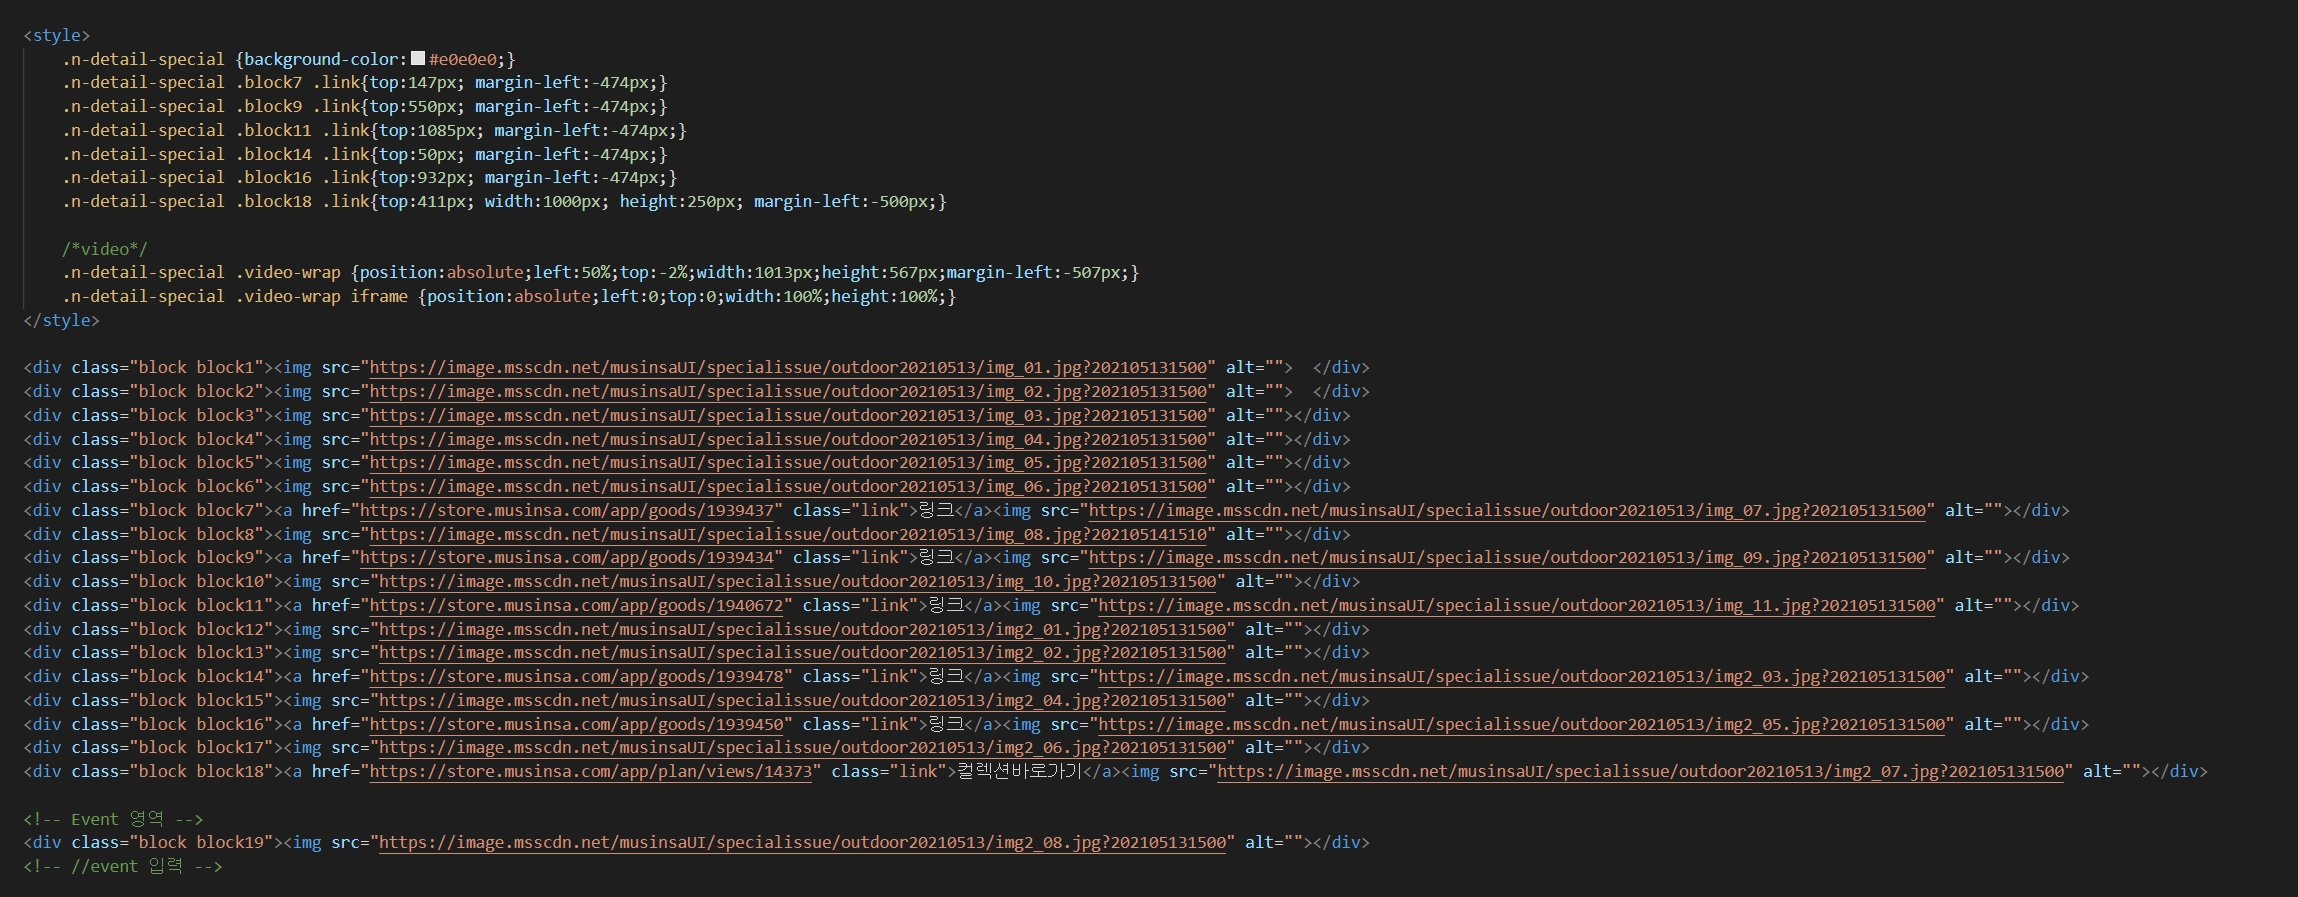 <style>
.n-detail-special {background-color:#e0e0e0;}
.n-detail-special .block7 .link{top:147px; margin-left:-474px;}
.n-detail-special .block9 .link{top:550px; margin-left:-474px;}
.n-detail-special .block11 .link{top:1085px; margin-left:-474px;}
.n-detail-special .block14 .link{top:50px; margin-left:-474px;}
.n-detail-special .block16 .link{top:932px; margin-left:-474px;}
.n-detail-special .block18 .link{top:411px; width:1000px; height:250px; margin-left:-500px;}
/*video*/
.n-detail-special .video-wrap {position:absolute;left:50%;top:-2%;width:1013px;height:567px;margin-left:-507px;}
.n-detail-special .video-wrap iframe {position:absolute;left:0;top:0;width:100%;height:100%;}
</style>
<div class="block block1"><img src="https://image.msscdn.net/musinsaUI/specialissue/outdoor20210513/img_01.jpg?202105131500" alt="">  </div>
<div class="block block2"><img src="https://image.msscdn.net/musinsaUI/specialissue/outdoor20210513/img_02.jpg?202105131500" alt="">  </div>
<div class="block block3"><img src="https://image.msscdn.net/musinsaUI/specialissue/outdoor20210513/img_03.jpg?202105131500" alt=""></div>
<div class="block block4"><img src="https://image.msscdn.net/musinsaUI/specialissue/outdoor20210513/img_04.jpg?202105131500" alt=""></div>
<div class="block block5"><img src="https://image.msscdn.net/musinsaUI/specialissue/outdoor20210513/img_05.jpg?202105131500" alt=""></div>
<div class="block block6"><img src="https://image.msscdn.net/musinsaUI/specialissue/outdoor20210513/img_06.jpg?202105131500" alt=""></div>
<div class="block block7"><a href="https://store.musinsa.com/app/goods/1939437" class="link">링크</a><img src="https://image.msscdn.net/musinsaUI/specialissue/outdoor20210513/img_07.jpg?202105131500" alt=""></div>
<div class="block block8"><img src="https://image.msscdn.net/musinsaUI/specialissue/outdoor20210513/img_08.jpg?202105141510" alt=""></div>
<div class="block block9"><a href="https://store.musinsa.com/app/goods/1939434" class="link">링크</a><img src="https://image.msscdn.net/musinsaUI/specialissue/outdoor20210513/img_09.jpg?202105131500" alt=""></div>
<div class="block block10"><img src="https://image.msscdn.net/musinsaUI/specialissue/outdoor20210513/img_10.jpg?202105131500" alt=""></div>
<div class="block block11"><a href="https://store.musinsa.com/app/goods/1940672" class="link">링크</a><img src="https://image.msscdn.net/musinsaUI/specialissue/outdoor20210513/img_11.jpg?202105131500" alt=""></div>
<div class="block block12"><img src="https://image.msscdn.net/musinsaUI/specialissue/outdoor20210513/img2_01.jpg?202105131500" alt=""></div>
<div class="block block13"><img src="https://image.msscdn.net/musinsaUI/specialissue/outdoor20210513/img2_02.jpg?202105131500" alt=""></div>
<div class="block block14"><a href="https://store.musinsa.com/app/goods/1939478" class="link">링크</a><img src="https://image.msscdn.net/musinsaUI/specialissue/outdoor20210513/img2_03.jpg?202105131500" alt=""></div>
<div class="block block15"><img src="https://image.msscdn.net/musinsaUI/specialissue/outdoor20210513/img2_04.jpg?202105131500" alt=""></div>
<div class="block block16"><a href="https://store.musinsa.com/app/goods/1939450" class="link">링크</a><img src="https://image.msscdn.net/musinsaUI/specialissue/outdoor20210513/img2_05.jpg?202105131500" alt=""></div>
<div class="block block17"><img src="https://image.msscdn.net/musinsaUI/specialissue/outdoor20210513/img2_06.jpg?202105131500" alt=""></div>
<div class="block block18"><a href="https://store.musinsa.com/app/plan/views/14373" class="link">컬렉션바로가기</a><img src="https://image.msscdn.net/musinsaUI/specialissue/outdoor20210513/img2_07.jpg?202105131500" alt=""></div>
<!-- Event 영역 -->
<div class="block block19"><img src="https://image.msscdn.net/musinsaUI/specialissue/outdoor20210513/img2_08.jpg?202105131500" alt=""></div>
<!-- //event 입력 -->